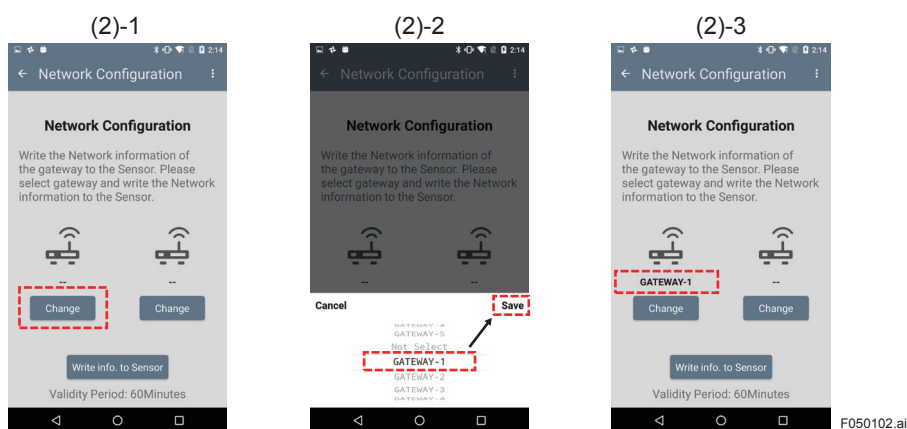 (2)-1
2:14
← Network Configuration
Network Configuration
Write the Network information of
the gateway to the Sensor. Please
select gateway and write the Network
information to the Sensor.
--
--
Change
Change
Write info. to Sensor
Validity Period: 60Minutes
(2)-2
2:14
← Network Configuration
Network Configuration
Write the Network information of
the gateway to the Sensor. Please
select gateway and write the Network
information to the Sensor.
--
--
Cancel
Save
GATEWAY-4
GATEWAY-5
Not Select
GATEWAY-1
GATEWAY-2
GATEWAY-3
GATEWAY-4
(2)-3
2:14
← Network Configuration
Network Configuration
Write the Network information of
the gateway to the Sensor. Please
select gateway and write the Network
information to the Sensor.
GATEWAY-1
--
Change
Change
Write info. to Sensor
Validity Period: 60Minutes
F050102.ai